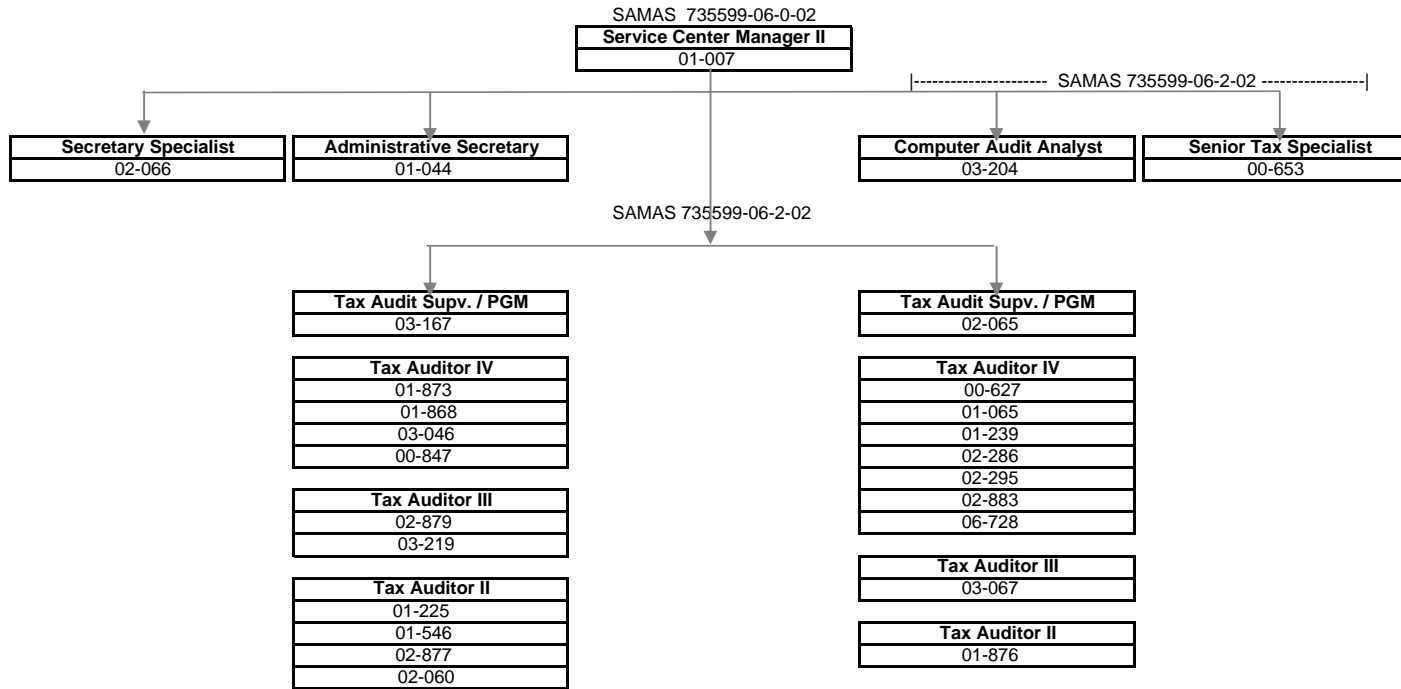 SAMAS 735599-06-0-02
Service Center Manager II
01-007
|---------------------- SAMAS 735599-06-2-02 -----------------|
Secretary Specialist
02-066
Administrative Secretary
01-044
Computer Audit Analyst
03-204
Senior Tax Specialist
00-653
SAMAS 735599-06-2-02
Tax Audit Supv. / PGM
03-167
Tax Auditor IV
01-873
01-868
03-046
00-847
Tax Auditor III
02-879
03-219
Tax Auditor II
01-225
01-546
02-877
02-060
Tax Audit Supv. / PGM
02-065
Tax Auditor IV
00-627
01-065
01-239
02-286
02-295
02-883
06-728
Tax Auditor III
03-067
Tax Auditor II
01-876